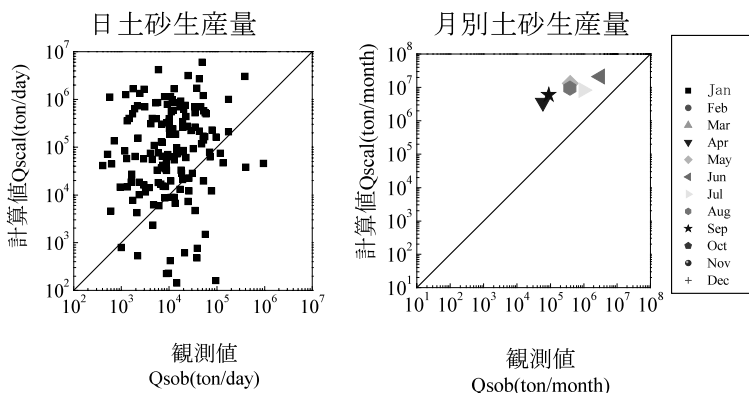 日土砂生産量
月別土砂生産量
計算値Qscal(ton/day)
10^7
10^6
10^5
10^4
10^3
10^2
10^2 10^3 10^4 10^5 10^6 10^7
観測値
Qsob(ton/day)
計算値Qscal(ton/month)
10^8
10^7
10^6
10^5
10^4
10^3
10^2
10^1
10^1 10^2 10^3 10^4 10^5 10^6 10^7 10^8
観測値
Qsob(ton/month)
Jan
Feb
Mar
Apr
May
Jun
Jul
Aug
Sep
Oct
Nov
Dec